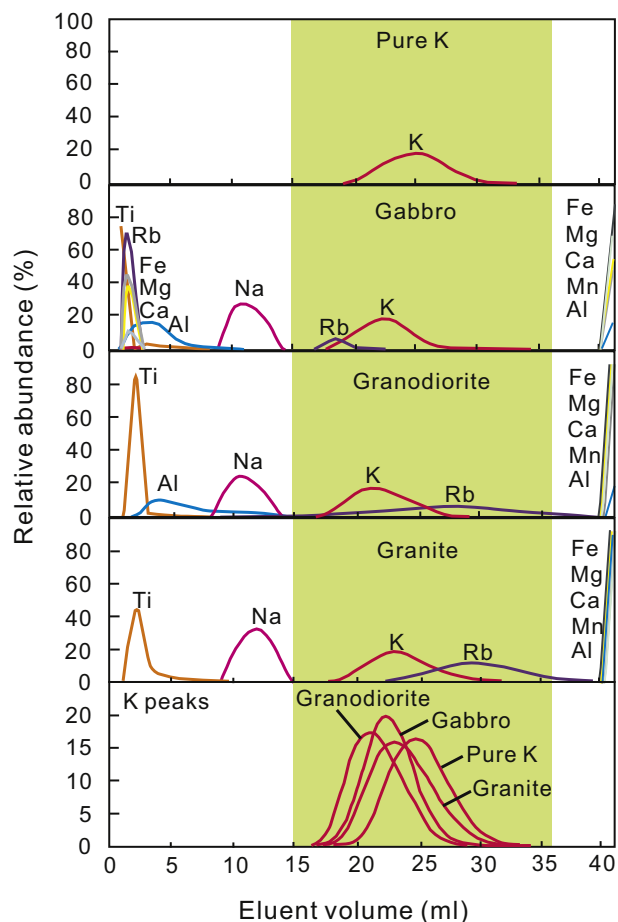 Relative abundance (%)
100
80
60
40
20
0
Pure K
K
80
60
40
20
0
Gabbro
Ti
Rb
Fe
Mg
Ca
Al
Na
Rb
K
Fe
Mg
Ca
Mn
Al
100
80
60
40
20
0
Granodiorite
Ti
Al
Na
K
Rb
Fe
Mg
Ca
Mn
Al
100
80
60
40
20
0
Granite
Ti
Na
K
Rb
Fe
Mg
Ca
Mn
Al
K peaks
20
15
10
5
0
Granodiorite
Gabbro
Pure K
Granite
0 5 10 15 20 25 30 35 40
Eluent volume (ml)